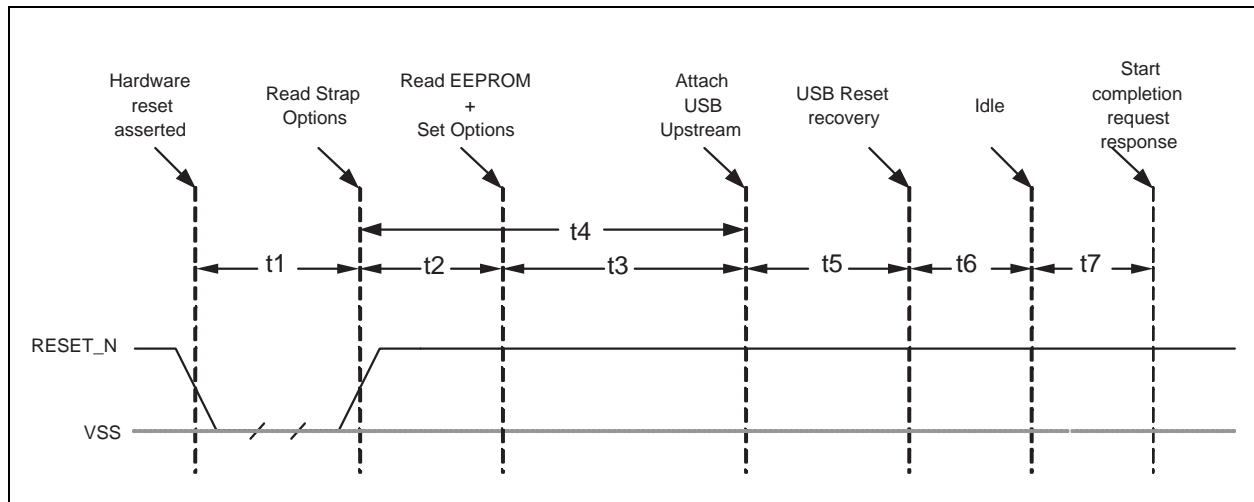 Hardware
reset
asserted
Read Strap
Options
Read EEPROM
+
Set Options
Attach
USB
Upstream
USB Reset
recovery
Idle
Start
completion
request
response
t4
t1
t2
t3
t5
t6
t7
RESET_N
VSS